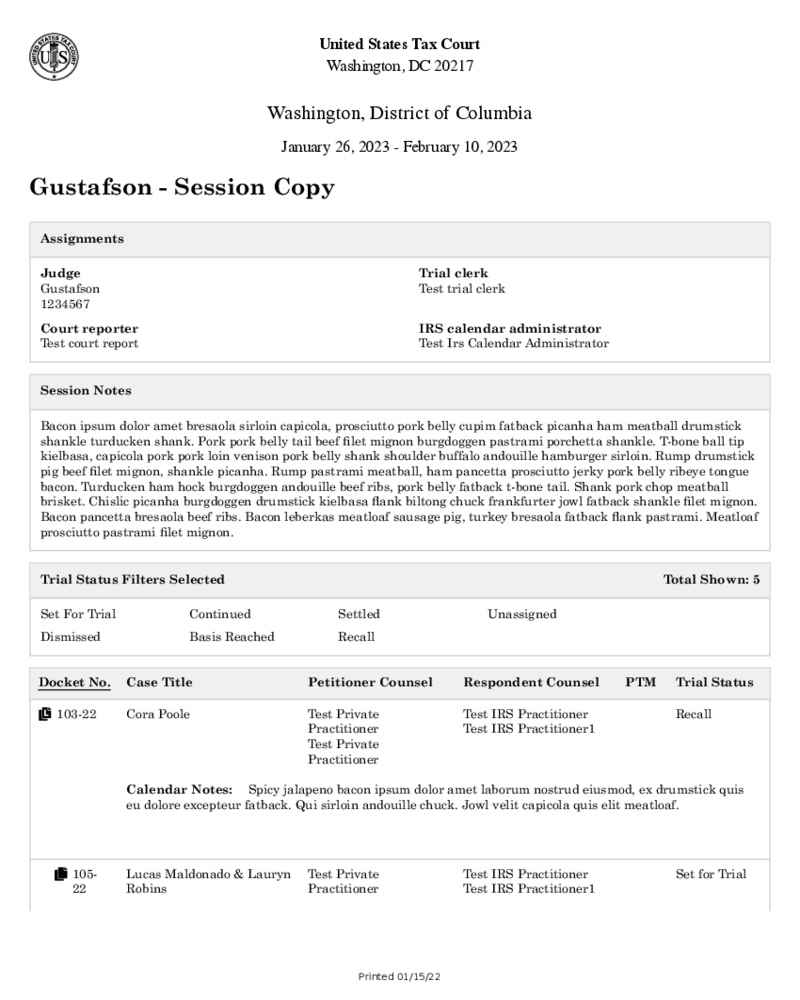 UNITED STATES TAX COURT
US
United States Tax Court
Washington, DC 20217
Washington, District of Columbia
January 26, 2023 - February 10, 2023
Gustafson - Session Copy
Assignments
Judge
Gustafson
1234567
Trial clerk
Test trial clerk
Court reporter
Test court report
IRS calendar administrator
Test Irs Calendar Administrator
Session Notes
Bacon ipsum dolor amet bresaola sirloin capicola, prosciutto pork belly cupim fatback picanha ham meatball drumstick
shankle turducken shank. Pork pork belly tail beef filet mignon burgdoggen pastrami porchetta shankle. T-bone ball tip
kielbasa, capicola pork pork loin venison pork belly shank shoulder buffalo andouille hamburger sirloin. Rump drumstick
pig beef filet mignon, shankle picanha. Rump pastrami meatball, ham pancetta prosciutto jerky pork belly ribeye tongue
bacon. Turducken ham hock burgdoggen andouille beef ribs, pork belly fatback t-bone tail. Shank pork chop meatball
brisket. Chislic picanha burgdoggen drumstick kielbasa flank biltong chuck frankfurter jowl fatback shankle filet mignon.
Bacon pancetta bresaola beef ribs. Bacon leberkas meatloaf sausage pig, turkey bresaola fatback flank pastrami. Meatloaf
prosciutto pastrami filet mignon.
Trial Status Filters Selected Total Shown: 5
Set For Trial Continued Settled Unassigned
Dismissed Basis Reached Recall
Docket No. Case Title Petitioner Counsel Respondent Counsel PTM Trial Status
103-22 Cora Poole Test Private Test IRS Practitioner Recall
Practitioner Test IRS Practitioner1
Test Private
Practitioner
Calendar Notes: Spicy jalapeno bacon ipsum dolor amet laborum nostrud eiusmod, ex drumstick quis
eu dolore excepteur fatback. Qui sirloin andouille chuck. Jowl velit capicola quis elit meatloaf.
105- Lucas Maldonado & Lauryn Test Private Test IRS Practitioner Set for Trial
22 Robins Practitioner Test IRS Practitioner1
Printed 01/15/22